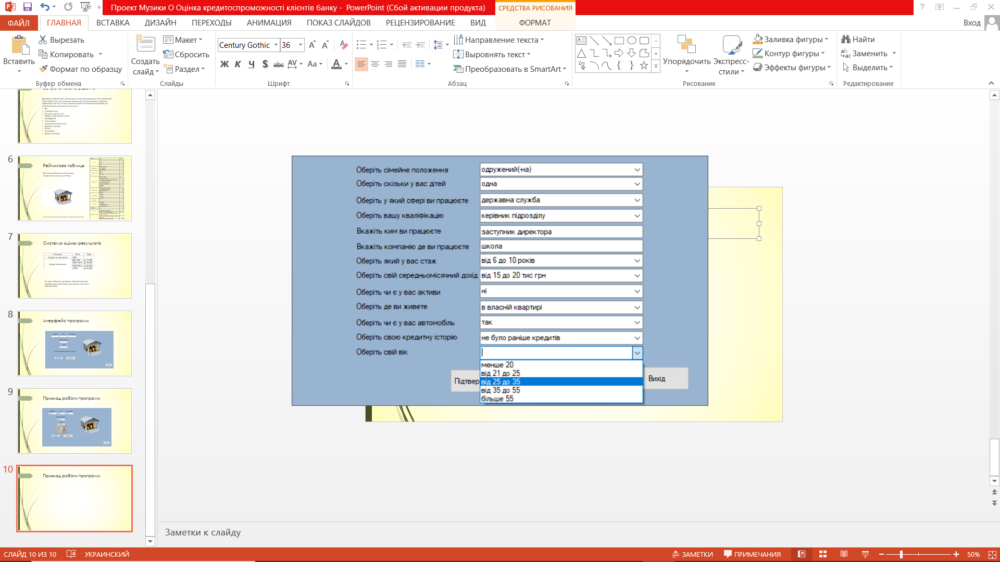 Проект Музики О Оцінка кредитоспроможності клієнтів банку - PowerPoint (Сбой активации продукта)
СРЕДСТВА РИСОВАНИЯ
ФАЙЛ ГЛАВНАЯ ВСТАВКА ДИЗАЙН ПЕРЕХОДЫ АНИМАЦИЯ ПОКАЗ СЛАЙДОВ РЕЦЕНЗИРОВАНИЕ ВИД ФОРМАТ Вход
Вставить
Вырезать
Копировать
Формат по образцу
Буфер обмена
Создать слайд
Макет
Сбросить
Раздел
Слайды
Century Gothic 36
Ж К Ч S abc AV Aa А
Шрифт
Направление текста
Выровнять текст
Преобразовать в SmartArt
Абзац
Упорядочить
Экспресс-стили
Заливка фигуры
Контур фигуры
Эффекты фигуры
Рисование
Найти
Заменить
Выделить
Редактирование
6
Рейтингова таблиця
7
Система оцінки результатів
8
Інтерфейс програми
9
Приклад роботи програми
10
Приклад роботи програми
Оберіть сімейне положення одружений(-на)
Оберіть скільки у вас дітей одна
Оберіть у який сфері ви працюєте державна служба
Оберіть вашу кваліфікацію керівник підрозділу
Вкажіть ким ви працюєте заступник директора
Вкажіть компанію де ви працюєте школа
Оберіть який у вас стаж від 6 до 10 років
Оберіть свій середньомісячний дохід від 15 до 20 тис грн
Оберіть чи є у вас активи ні
Оберіть де ви живете в власній квартирі
Оберіть чи є у вас автомобіль так
Оберіть свою кредитну історію не було раніше кредитів
Оберіть свій вік
менше 20
від 21 до 25
від 25 до 35
від 35 до 55
більше 55
Підтвер
Вихід
Заметки к слайду
СЛАЙД 10 ИЗ 10 УКРАИНСКИЙ ЗАМЕТКИ ПРИМЕЧАНИЯ 50%